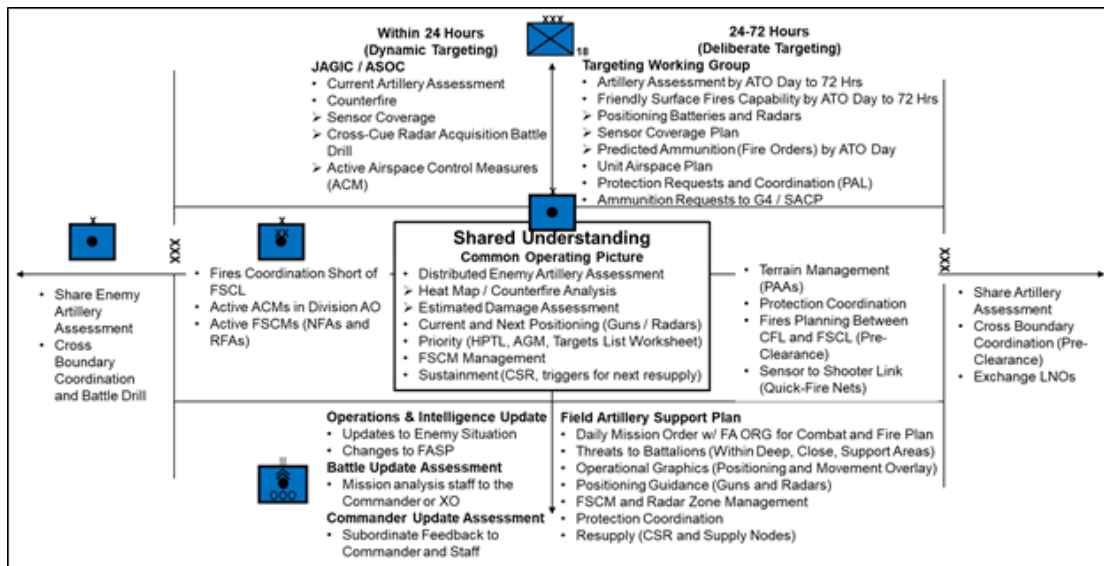 Within 24 Hours
(Dynamic Targeting)
JAGIC / ASOC
• Current Artillery Assessment
• Counterfire
➢ Sensor Coverage
➢ Cross-Cue Radar Acquisition Battle
Drill
➢ Active Airspace Control Measures
(ACM)
XXX
18
24-72 Hours
(Deliberate Targeting)
Targeting Working Group
• Artillery Assessment by ATO Day to 72 Hrs
• Friendly Surface Fires Capability by ATO Day to 72 Hrs
➢ Positioning Batteries and Radars
➢ Sensor Coverage Plan
➢ Predicted Ammunition (Fire Orders) by ATO Day
• Unit Airspace Plan
• Protection Requests and Coordination (PAL)
• Ammunition Requests to G4 / SACP
X
• Share Enemy
Artillery
Assessment
• Cross
Boundary
Coordination
and Battle Drill
XXX
X
XX
• Fires Coordination Short of
FSCL
• Active ACMs in Division AO
• Active FSCMs (NFAs and
RFAs)
X
Shared Understanding
Common Operating Picture
• Distributed Enemy Artillery Assessment
➢ Heat Map / Counterfire Analysis
➢ Estimated Damage Assessment
• Current and Next Positioning (Guns / Radars)
• Priority (HPTL, AGM, Targets List Worksheet)
• FSCM Management
• Sustainment (CSR, triggers for next resupply)
• Terrain Management
(PAAs)
• Protection Coordination
• Fires Planning Between
CFL and FSCL (Pre-
Clearance)
• Sensor to Shooter Link
(Quick-Fire Nets)
XXX
• Share Artillery
Assessment
• Cross Boundary
Coordination (Pre-
Clearance)
• Exchange LNOs
Operations & Intelligence Update
• Updates to Enemy Situation
• Changes to FASP
Battle Update Assessment
• Mission analysis staff to the
Commander or XO
Commander Update Assessment
• Subordinate Feedback to
Commander and Staff
II
Field Artillery Support Plan
• Daily Mission Order w/ FA ORG for Combat and Fire Plan
• Threats to Battalions (Within Deep, Close, Support Areas)
• Operational Graphics (Positioning and Movement Overlay)
• Positioning Guidance (Guns and Radars)
• FSCM and Radar Zone Management
• Protection Coordination
• Resupply (CSR and Supply Nodes)